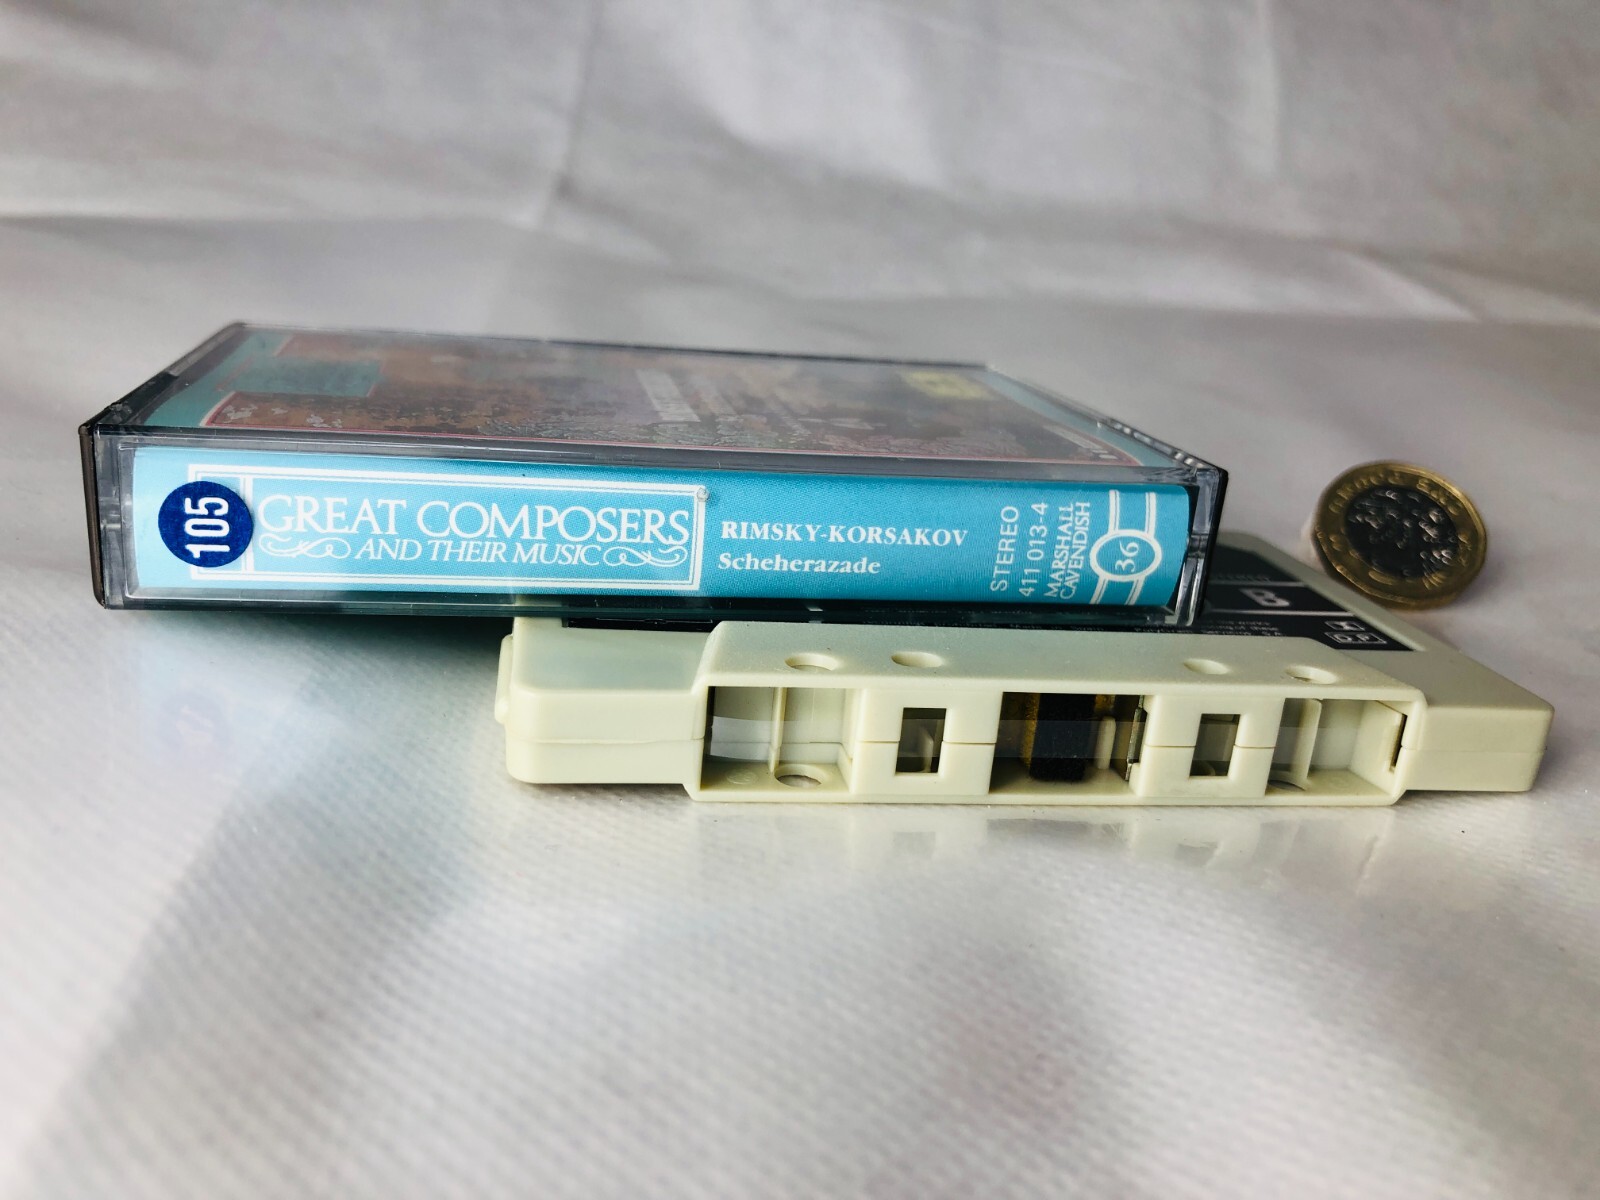 105
GREAT COMPOSERS
AND THEIR MUSIC
RIMSKY-KORSAKOV
Scheherazade
STEREO
411 013-4
MARSHALL
CAVENDISH
36
B